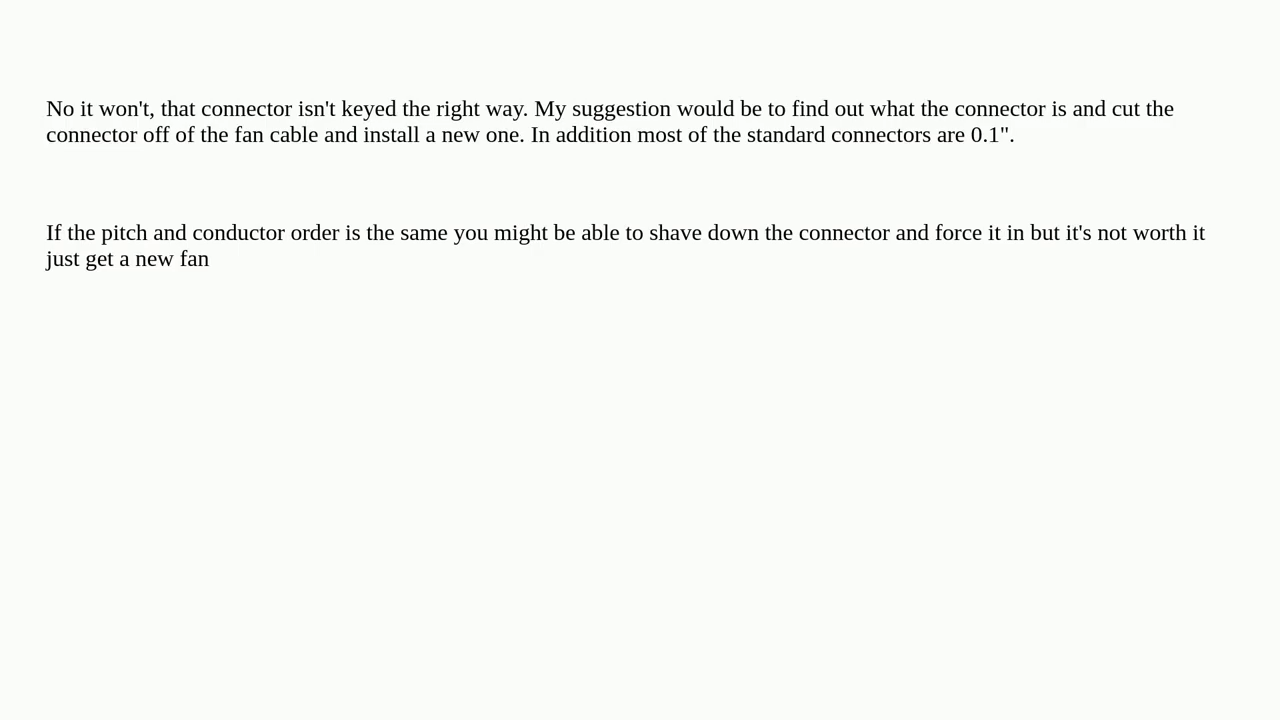 No it won't, that connector isn't keyed the right way. My suggestion would be to find out what the connector is and cut the
connector off of the fan cable and install a new one. In addition most of the standard connectors are 0.1".
If the pitch and conductor order is the same you might be able to shave down the connector and force it in but it's not worth it
just get a new fan